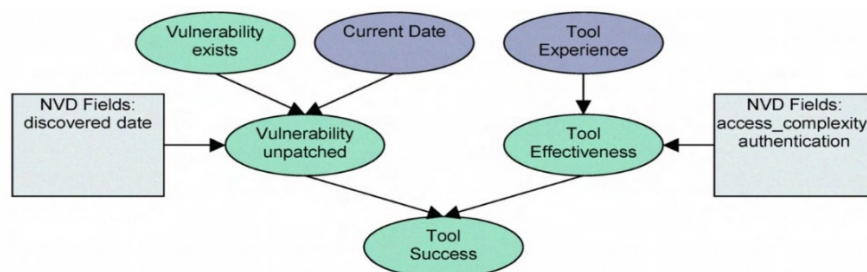 Vulnerability
exists
Current Date
Tool
Experience
NVD Fields:
discovered date
Vulnerability
unpatched
Tool
Effectiveness
NVD Fields:
access_complexity
authentication
Tool
Success